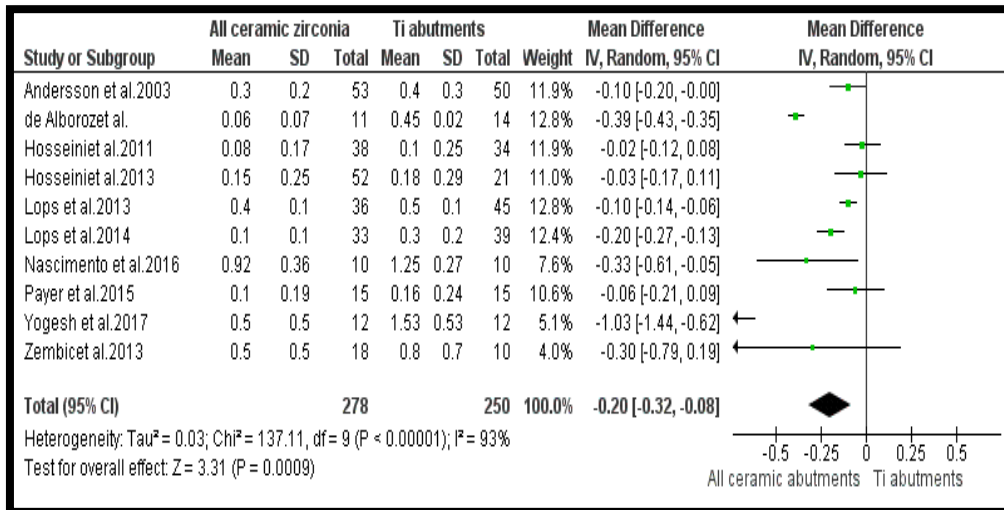 All ceramic zirconia Ti abutments Mean Difference Mean Difference
Study or Subgroup Mean SD Total Mean SD Total Weight IV, Random, 95% CI IV, Random, 95% CI
Andersson et al.2003 0.3 0.2 53 0.4 0.3 50 11.9% -0.10 [-0.20, -0.00]
de Alborozet al. 0.06 0.07 11 0.45 0.02 14 12.8% -0.39 [-0.43, -0.35]
Hosseiniet al.2011 0.08 0.17 38 0.1 0.25 34 11.9% -0.02 [-0.12, 0.08]
Hosseiniet al.2013 0.15 0.25 52 0.18 0.29 21 11.0% -0.03 [-0.17, 0.11]
Lops et al.2013 0.4 0.1 36 0.5 0.1 45 12.8% -0.10 [-0.14, -0.06]
Lops et al.2014 0.1 0.1 33 0.3 0.2 39 12.4% -0.20 [-0.27, -0.13]
Nascimento et al.2016 0.92 0.36 10 1.25 0.27 10 7.6% -0.33 [-0.61, -0.05]
Payer et al.2015 0.1 0.19 15 0.16 0.24 15 10.6% -0.06 [-0.21, 0.09]
Yogesh et al.2017 0.5 0.5 12 1.53 0.53 12 5.1% -1.03 [-1.44, -0.62]
Zembicet al.2013 0.5 0.5 18 0.8 0.7 10 4.0% -0.30 [-0.79, 0.19]
Total (95% CI) 278 250 100.0% -0.20 [-0.32, -0.08]
Heterogeneity: Tau² = 0.03; Chi² = 137.11, df = 9 (P < 0.00001); I² = 93%
Test for overall effect: Z = 3.31 (P = 0.0009)
-0.5 -0.25 0 0.25 0.5
All ceramic abutments Ti abutments